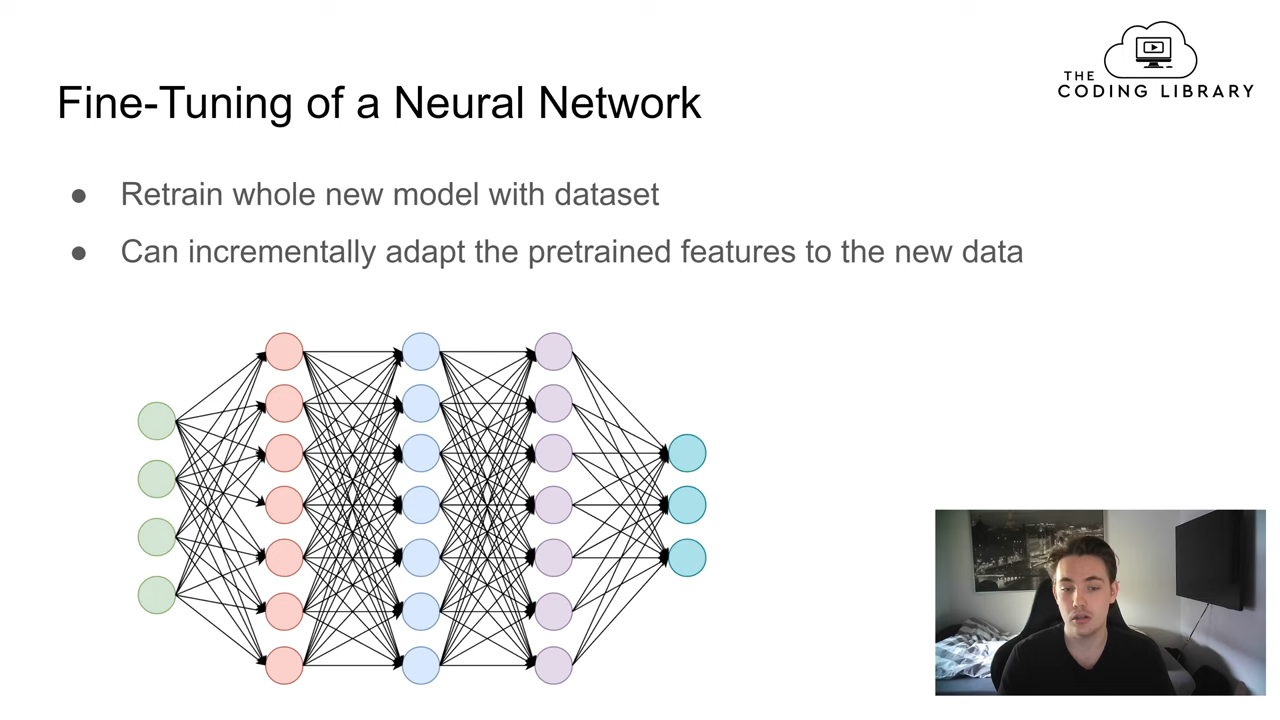 THE
CODING LIBRARY
Fine-Tuning of a Neural Network
● Retrain whole new model with dataset
● Can incrementally adapt the pretrained features to the new data